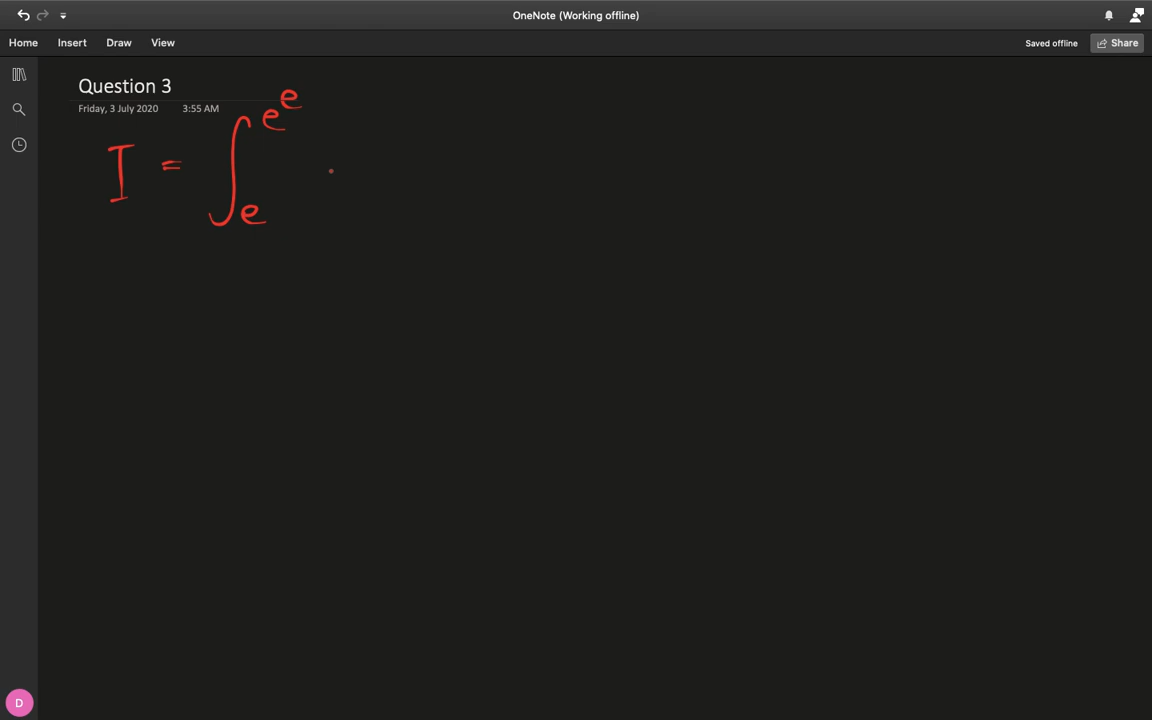 OneNote (Working offline)
Home Insert Draw View
Saved offline Share
Question 3
Friday, 3 July 2020 3:55 AM
I = ∫_e^{e^e}
D